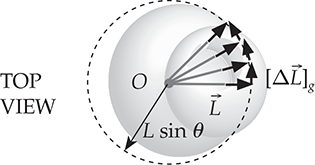 TOP
VIEW
O
[ΔL⃗]g
L⃗
L sin θ